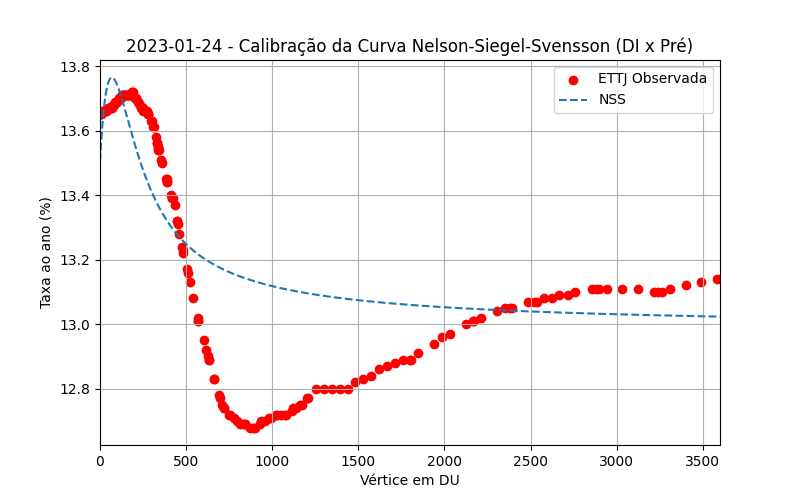 2023-01-24 - Calibração da Curva Nelson-Siegel-Svensson (DI x Pré)
ETTJ Observada
NSS
Taxa ao ano (%)
13.8
13.6
13.4
13.2
13.0
12.8
0 500 1000 1500 2000 2500 3000 3500
Vértice em DU